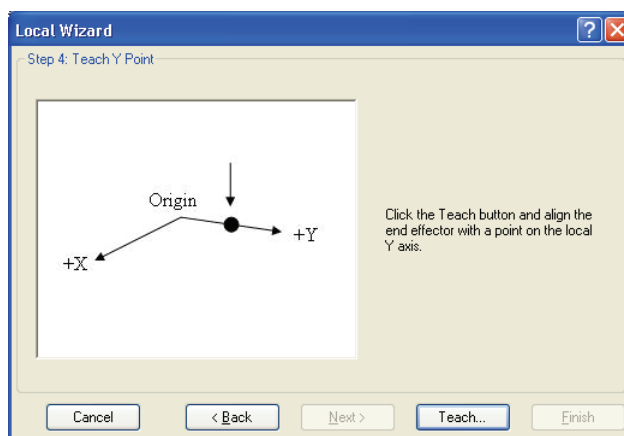 Local Wizard
Step 4: Teach Y Point
Origin
+Y
+X
Click the Teach button and align the
end effector with a point on the local
Y axis.
Cancel
< Back
Next >
Teach...
Finish